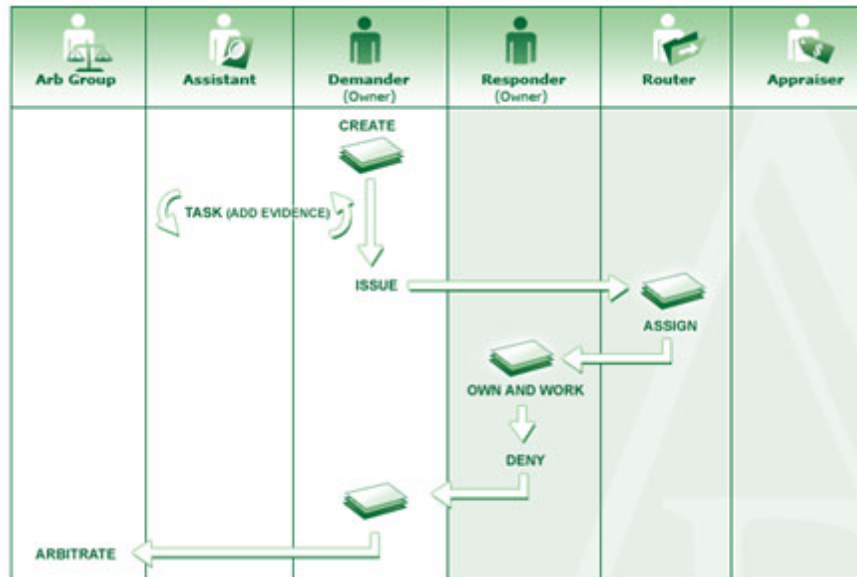 Arb Group
Assistant
Demander
(Owner)
Responder
(Owner)
Router
Appraiser
CREATE
TASK (ADD EVIDENCE)
ISSUE
ASSIGN
OWN AND WORK
DENY
ARBITRATE